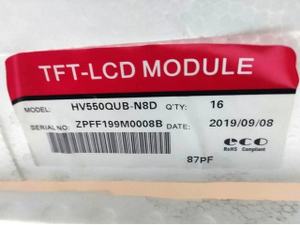 TFT-LCD MODULE
MODEL: HV550QUB-N8D Q'TY: 16
SERIAL NO: ZPFF199M0008B DATE: 2019/09/08
eco
RoHS Compliant
87PF